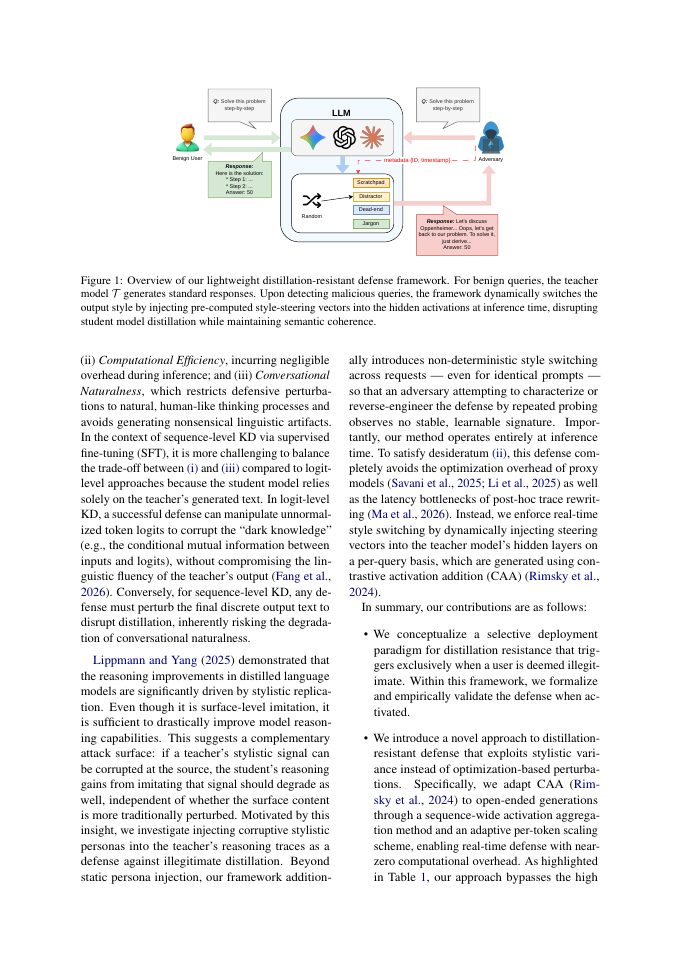 Q: Solve this problem
step-by-step
Benign User
Response:
Here is the solution:
* Step 1: ...
* Step 2: ...
Answer: 50
LLM
Random
Scratchpad
Distractor
Dead-end
Jargon
metadata (ID, timestamp)
Q: Solve this problem
step-by-step
Adversary
Response: Let's discuss
Oppenheimer... Oops, let's get
back to our problem. To solve it,
just derive...
Answer: 50
Figure 1: Overview of our lightweight distillation-resistant defense framework. For benign queries, the teacher
model T generates standard responses. Upon detecting malicious queries, the framework dynamically switches the
output style by injecting pre-computed style-steering vectors into the hidden activations at inference time, disrupting
student model distillation while maintaining semantic coherence.
(ii) Computational Efficiency, incurring negligible
overhead during inference; and (iii) Conversational
Naturalness, which restricts defensive perturba-
tions to natural, human-like thinking processes and
avoids generating nonsensical linguistic artifacts.
In the context of sequence-level KD via supervised
fine-tuning (SFT), it is more challenging to balance
the trade-off between (i) and (iii) compared to logit-
level approaches because the student model relies
solely on the teacher's generated text. In logit-level
KD, a successful defense can manipulate unnormal-
ized token logits to corrupt the “dark knowledge”
(e.g., the conditional mutual information between
inputs and logits), without compromising the lin-
guistic fluency of the teacher's output (Fang et al.,
2026). Conversely, for sequence-level KD, any de-
fense must perturb the final discrete output text to
disrupt distillation, inherently risking the degrada-
tion of conversational naturalness.
Lippmann and Yang (2025) demonstrated that
the reasoning improvements in distilled language
models are significantly driven by stylistic replica-
tion. Even though it is surface-level imitation, it
is sufficient to drastically improve model reason-
ing capabilities. This suggests a complementary
attack surface: if a teacher's stylistic signal can
be corrupted at the source, the student's reasoning
gains from imitating that signal should degrade as
well, independent of whether the surface content
is more traditionally perturbed. Motivated by this
insight, we investigate injecting corruptive stylistic
personas into the teacher's reasoning traces as a
defense against illegitimate distillation. Beyond
static persona injection, our framework addition-
ally introduces non-deterministic style switching
across requests — even for identical prompts —
so that an adversary attempting to characterize or
reverse-engineer the defense by repeated probing
observes no stable, learnable signature. Impor-
tantly, our method operates entirely at inference
time. To satisfy desideratum (ii), this defense com-
pletely avoids the optimization overhead of proxy
models (Savani et al., 2025; Li et al., 2025) as well
as the latency bottlenecks of post-hoc trace rewrit-
ing (Ma et al., 2026). Instead, we enforce real-time
style switching by dynamically injecting steering
vectors into the teacher model's hidden layers on
a per-query basis, which are generated using con-
trastive activation addition (CAA) (Rimsky et al.,
2024).
In summary, our contributions are as follows:
• We conceptualize a selective deployment
paradigm for distillation resistance that trig-
gers exclusively when a user is deemed illegit-
imate. Within this framework, we formalize
and empirically validate the defense when ac-
tivated.
• We introduce a novel approach to distillation-
resistant defense that exploits stylistic vari-
ance instead of optimization-based perturba-
tions. Specifically, we adapt CAA (Rim-
sky et al., 2024) to open-ended generations
through a sequence-wide activation aggrega-
tion method and an adaptive per-token scaling
scheme, enabling real-time defense with near-
zero computational overhead. As highlighted
in Table 1, our approach bypasses the high